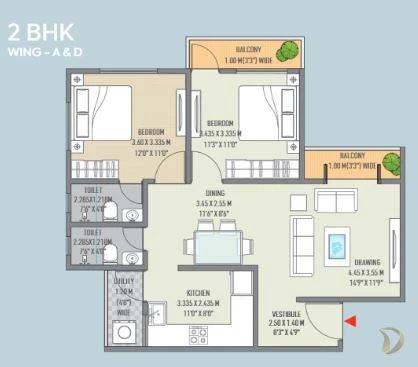 2 BHK
WING - A & D
BALCONY
1.00 M(3'3") WIDE
BEDROOM
3.60 X 3.335 M
12'0" X 11'0"
BEDROOM
3.435 X 3.335 M
11'3" X 11'0"
BALCONY
1.00 M(3'3") WIDE
TOILET
2.285X1.218M
7'6" X 4'0"
DINING
3.45 X 2.55 M
11'6" X 8'6"
TOILET
2.285X1.218M
7'6" X 4'0"
DRAWING
4.45 X 3.55 M
14'9" X 11'9"
UTILITY
1.20 M
(4'0")
WIDE
KITCHEN
3.335 X 2.435 M
11'0" X 8'0"
VESTIBULE
2.50 X 1.40 M
8'3" X 4'9"